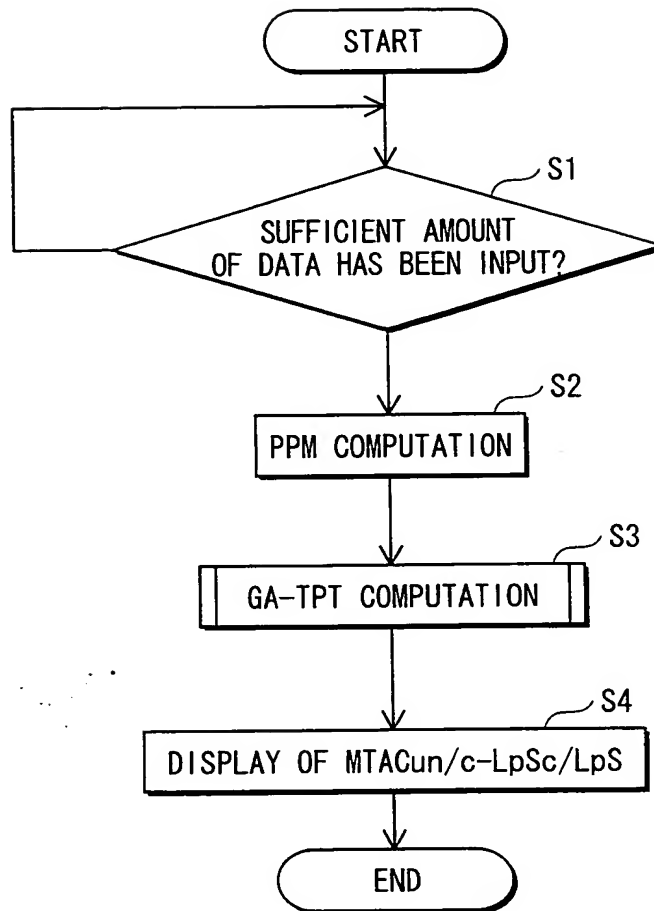 START
S1
SUFFICIENT AMOUNT
OF DATA HAS BEEN INPUT?
S2
PPM COMPUTATION
S3
GA-TPT COMPUTATION
S4
DISPLAY OF MTACun/c-LpSc/LpS
END